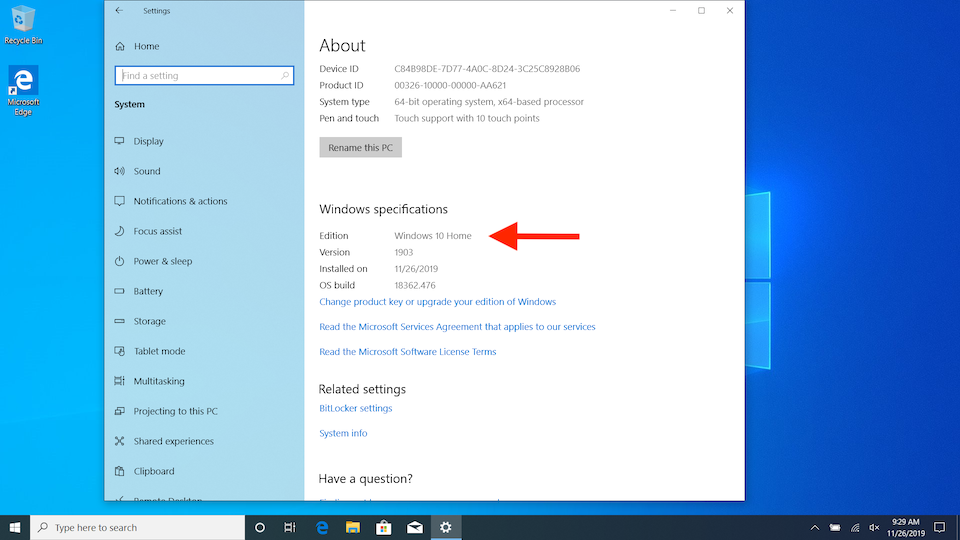 Recycle Bin
Microsoft
Edge
Settings
Home
Find a setting
System
Display
Sound
Notifications & actions
Focus assist
Power & sleep
Battery
Storage
Tablet mode
Multitasking
Projecting to this PC
Shared experiences
Clipboard
Remote Desktop
About
Device ID C84B98DE-7D77-4A0C-8D24-3C25C8928B06
Product ID 00326-10000-00000-AA621
System type 64-bit operating system, x64-based processor
Pen and touch Touch support with 10 touch points
Rename this PC
Windows specifications
Edition Windows 10 Home
Version 1903
Installed on 11/26/2019
OS build 18362.476
Change product key or upgrade your edition of Windows
Read the Microsoft Services Agreement that applies to our services
Read the Microsoft Software License Terms
Related settings
BitLocker settings
System info
Have a question?
Type here to search
9:29 AM
11/26/2019